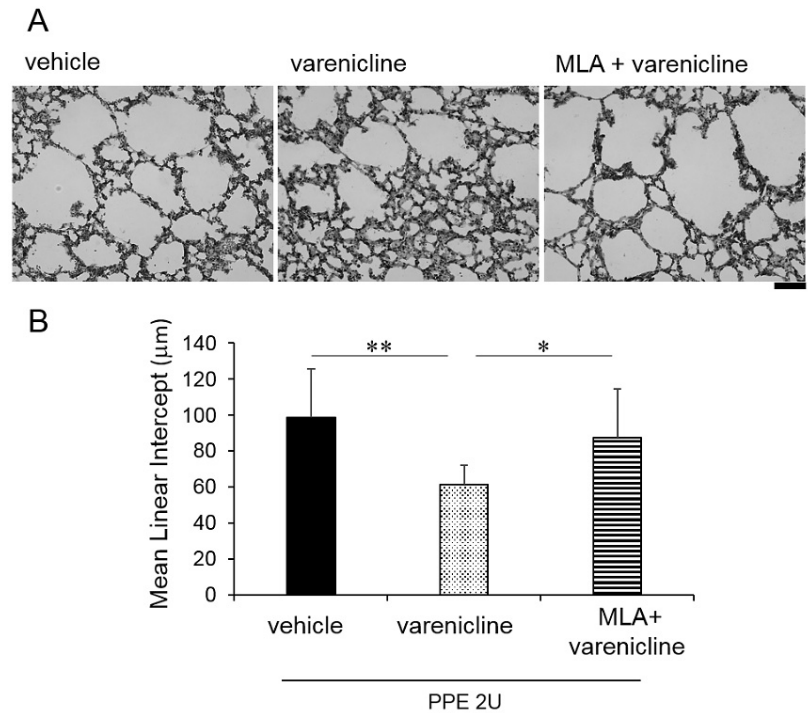 A
vehicle
varenicline
MLA + varenicline
B
Mean Linear Intercept (μm)
140
120
100
80
60
40
20
0
**
*
vehicle
varenicline
MLA+
varenicline
PPE 2U